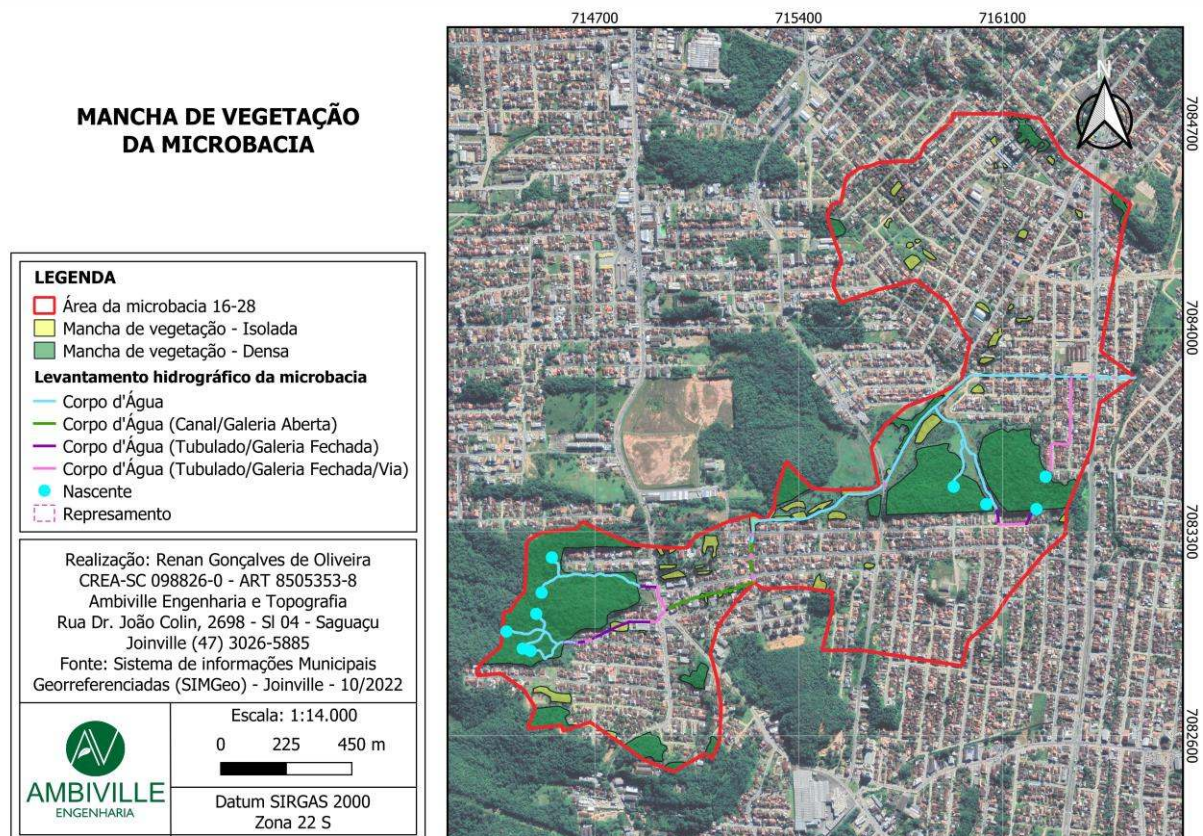 MANCHA DE VEGETAÇÃO
DA MICROBACIA
LEGENDA
Área da microbacia 16-28
Mancha de vegetação - Isolada
Mancha de vegetação - Densa
Levantamento hidrográfico da microbacia
Corpo d'Água
Corpo d'Água (Canal/Galeria Aberta)
Corpo d'Água (Tubulado/Galeria Fechada)
Corpo d'Água (Tubulado/Galeria Fechada/Via)
Nascente
Represamento
Realização: Renan Gonçalves de Oliveira
CREA-SC 098826-0 - ART 8505353-8
Ambiville Engenharia e Topografia
Rua Dr. João Colin, 2698 - Sl 04 - Saguaçu
Joinville (47) 3026-5885
Fonte: Sistema de informações Municipais
Georreferenciadas (SIMGeo) - Joinville - 10/2022
AV
AMBIVILLE
ENGENHARIA
Escala: 1:14.000
0 225 450 m
Datum SIRGAS 2000
Zona 22 S
714700 715400 716100
N
7084700
7084000
7083300
7082600